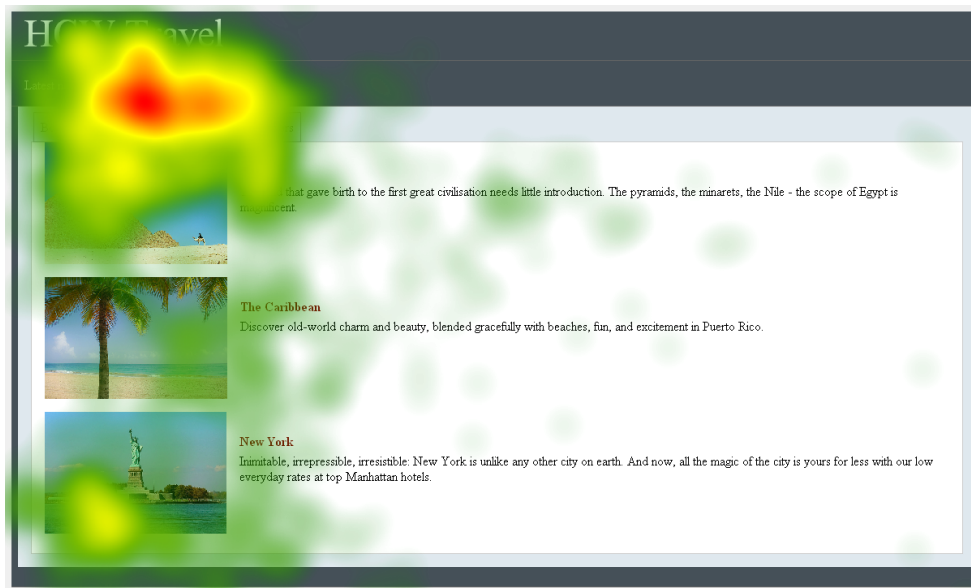 Travel
that gave birth to the first great civilisation needs little introduction. The pyramids, the minarets, the Nile - the scope of Egypt is
magnificent.
The Caribbean
Discover old-world charm and beauty, blended gracefully with beaches, fun, and excitement in Puerto Rico.
New York
Inimitable, irrepressible, irresistible: New York is unlike any other city on earth. And now, all the magic of the city is yours for less with our low
everyday rates at top Manhattan hotels.